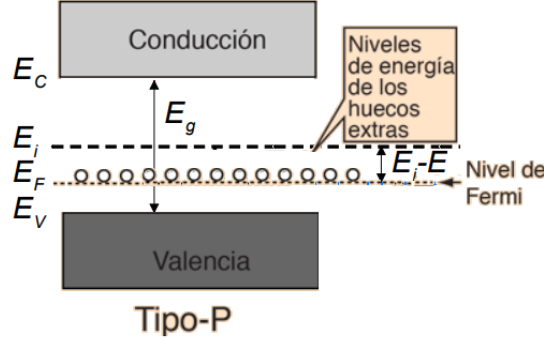 Conducción
Niveles
de energía
de los
huecos
extras
E_C
E_g
E_i
E_i-E
E_F
Nivel de
Fermi
E_V
Valencia
Tipo-P